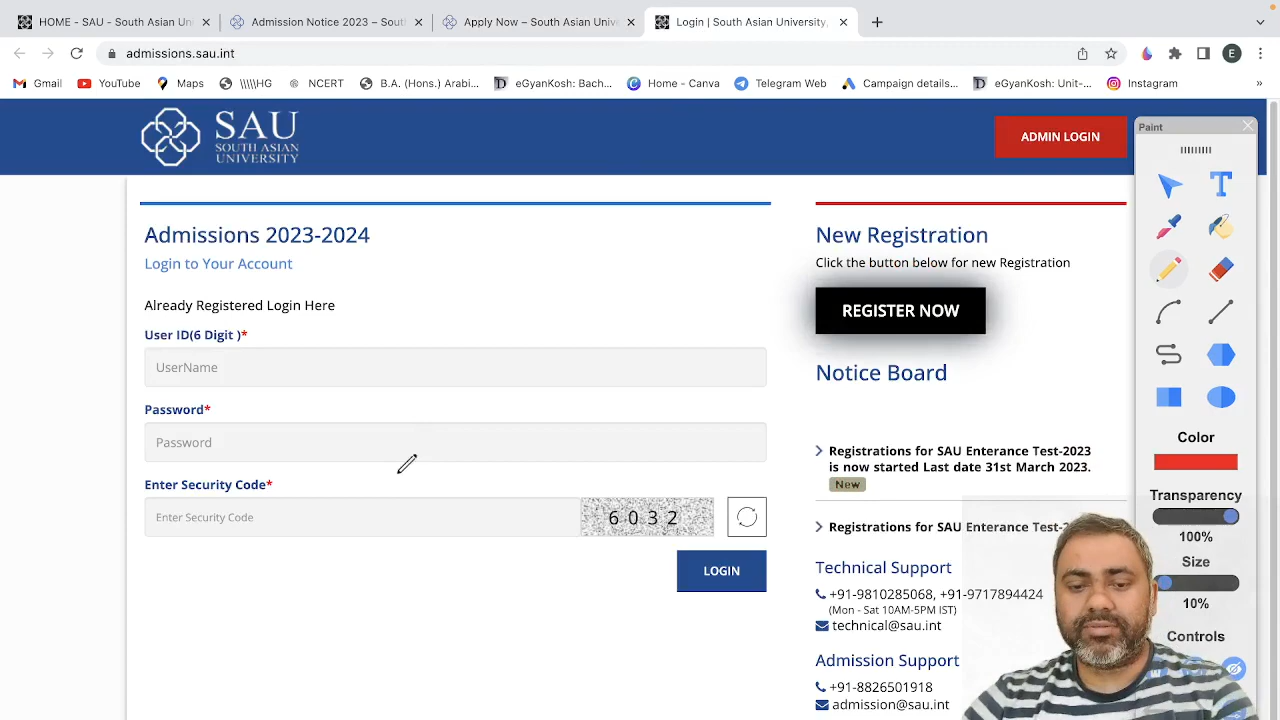 HOME - SAU - South Asian Uni
Admission Notice 2023 – South
Apply Now – South Asian Unive
Login | South Asian University,
admissions.sau.int
E
Gmail
YouTube
Maps
\\\\\HG
NCERT
B.A. (Hons.) Arabi...
eGyanKosh: Bach...
Home - Canva
Telegram Web
Campaign details...
eGyanKosh: Unit-...
Instagram
»
SAU
SOUTH ASIAN
UNIVERSITY
ADMIN LOGIN
Admissions 2023-2024
Login to Your Account
Already Registered Login Here
User ID(6 Digit )*
UserName
Password*
Password
Enter Security Code*
Enter Security Code
6 0 3 2
LOGIN
New Registration
Click the button below for new Registration
REGISTER NOW
Notice Board
Registrations for SAU Enterance Test-2023
is now started Last date 31st March 2023.
New
Registrations for SAU Enterance Test-2
Technical Support
+91-9810285068, +91-9717894424
(Mon - Sat 10AM-5PM IST)
technical@sau.int
Admission Support
+91-8826501918
admission@sau.int
Paint
T
Color
Transparency
100%
Size
10%
Controls